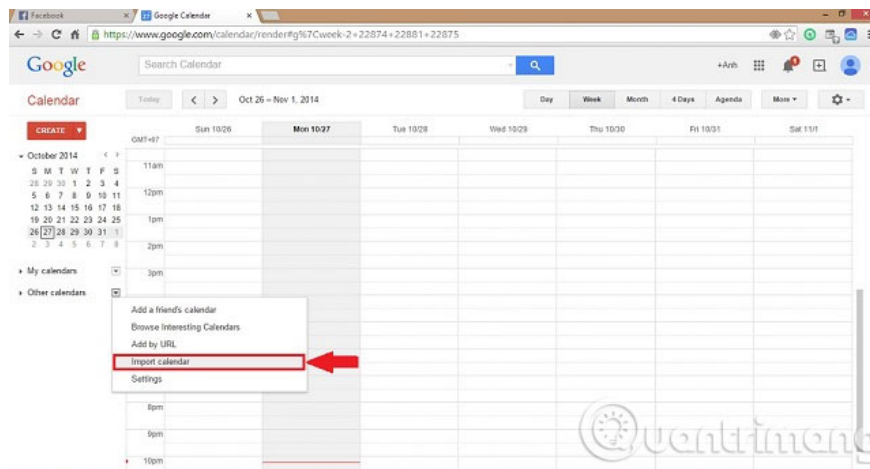 Facebook
Google Calendar
https://www.google.com/calendar/render#g%7Cweek-2+22874+22881+22875
Google
Search Calendar
+Anh
Calendar
Today
Oct 26 – Nov 1, 2014
Day Week Month 4 Days Agenda
More
CREATE
October 2014
S M T W T F S
28 29 30 1 2 3 4
5 6 7 8 9 10 11
12 13 14 15 16 17 18
19 20 21 22 23 24 25
26 27 28 29 30 31 1
2 3 4 5 6 7 8
My calendars
Other calendars
GMT+07
Sun 10/26 Mon 10/27 Tue 10/28 Wed 10/29 Thu 10/30 Fri 10/31 Sat 11/1
11am
12pm
1pm
2pm
3pm
Add a friend's calendar
Browse Interesting Calendars
Add by URL
Import calendar
Settings
8pm
9pm
10pm
Quantrimang